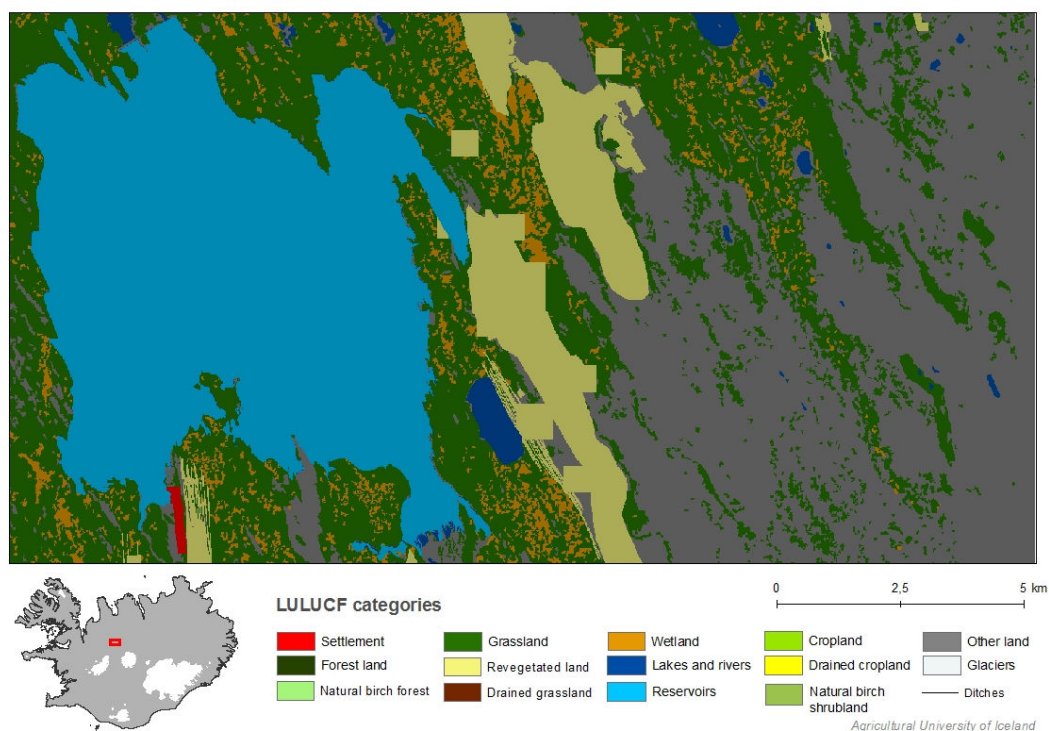 0 2,5 5 km
LULUCF categories
Settlement
Forest land
Natural birch forest
Grassland
Revegetated land
Drained grassland
Wetland
Lakes and rivers
Reservoirs
Cropland
Drained cropland
Natural birch
shrubland
Other land
Glaciers
Ditches
Agricultural University of Iceland